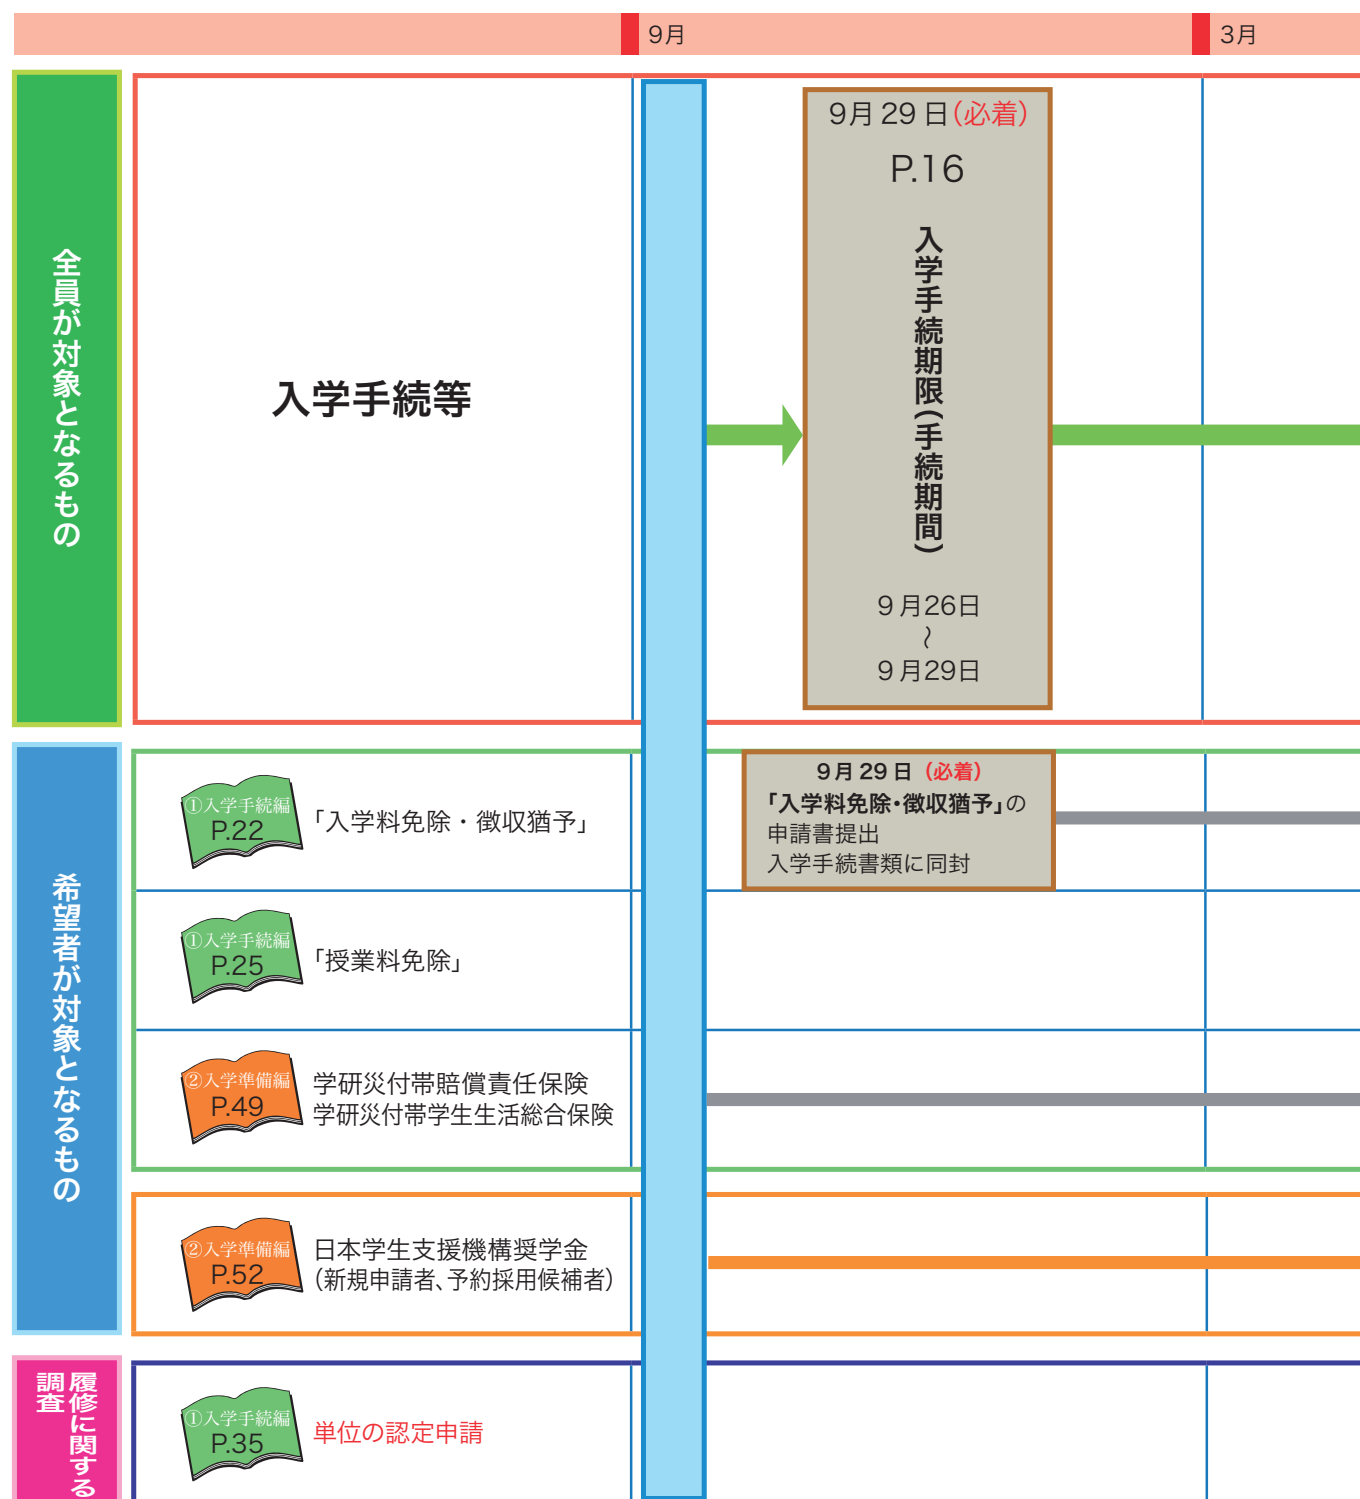 9月
3月
全員が対象となるもの
入学手続等
9月29日(必着)
P.16
入学手続期限(手続期間)
9月26日
〜
9月29日
希望者が対象となるもの
①入学手続編
P.22
「入学料免除・徴収猶予」
9月29日(必着)
「入学料免除・徴収猶予」の
申請書提出
入学手続書類に同封
①入学手続編
P.25
「授業料免除」
②入学準備編
P.49
学研災付帯賠償責任保険
学研災付帯学生生活総合保険
②入学準備編
P.52
日本学生支援機構奨学金
(新規申請者、予約採用候補者)
履修に関する
調査
①入学手続編
P.35
単位の認定申請